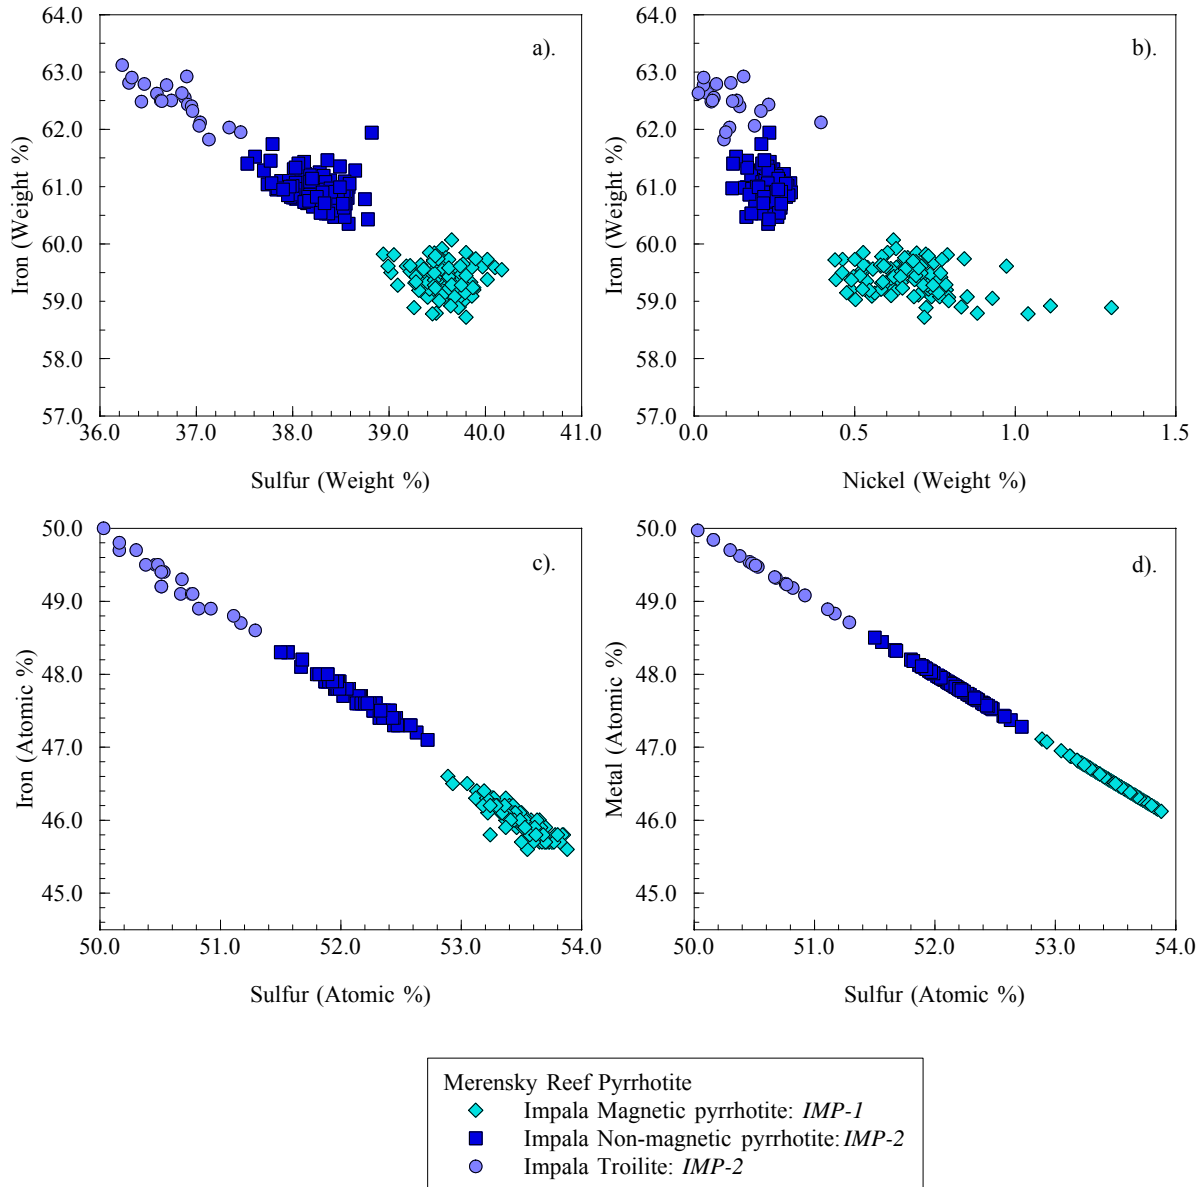 64.0
63.0
62.0
61.0
60.0
59.0
58.0
57.0
Iron (Weight %)
a).
36.0 37.0 38.0 39.0 40.0 41.0
Sulfur (Weight %)
64.0
63.0
62.0
61.0
60.0
59.0
58.0
57.0
Iron (Weight %)
b).
0.0 0.5 1.0 1.5
Nickel (Weight %)
50.0
49.0
48.0
47.0
46.0
45.0
Iron (Atomic %)
c).
50.0 51.0 52.0 53.0 54.0
Sulfur (Atomic %)
50.0
49.0
48.0
47.0
46.0
45.0
Metal (Atomic %)
d).
50.0 51.0 52.0 53.0 54.0
Sulfur (Atomic %)
Merensky Reef Pyrrhotite
Impala Magnetic pyrrhotite: IMP-1
Impala Non-magnetic pyrrhotite: IMP-2
Impala Troilite: IMP-2